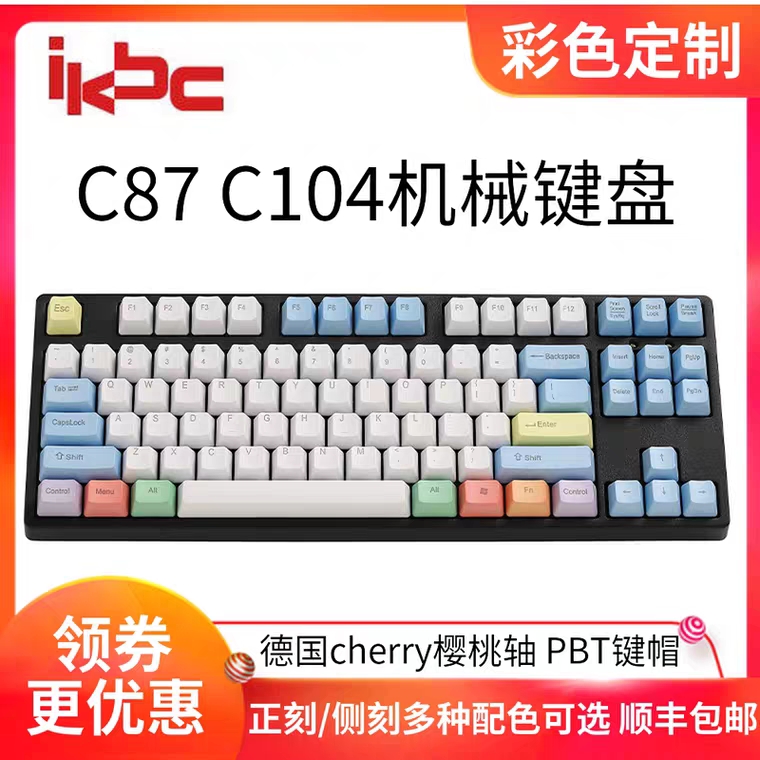 ikbc
彩色定制
C87 C104机械键盘
Esc F1 F2 F3 F4 F5 F6 F7 F8 F9 F10 F11 F12 Scroll Lock
Backspace Insert Home PgUp
Tab Q W E R T Y U I O P Delete End PgDn
CapsLock A S D F G H J K L Enter
Shift Z X C V B N M Shift
Control Menu Alt Alt Fn Control
领券
更优惠
德国cherry樱桃轴 PBT键帽
正刻/侧刻多种配色可选 顺丰包邮